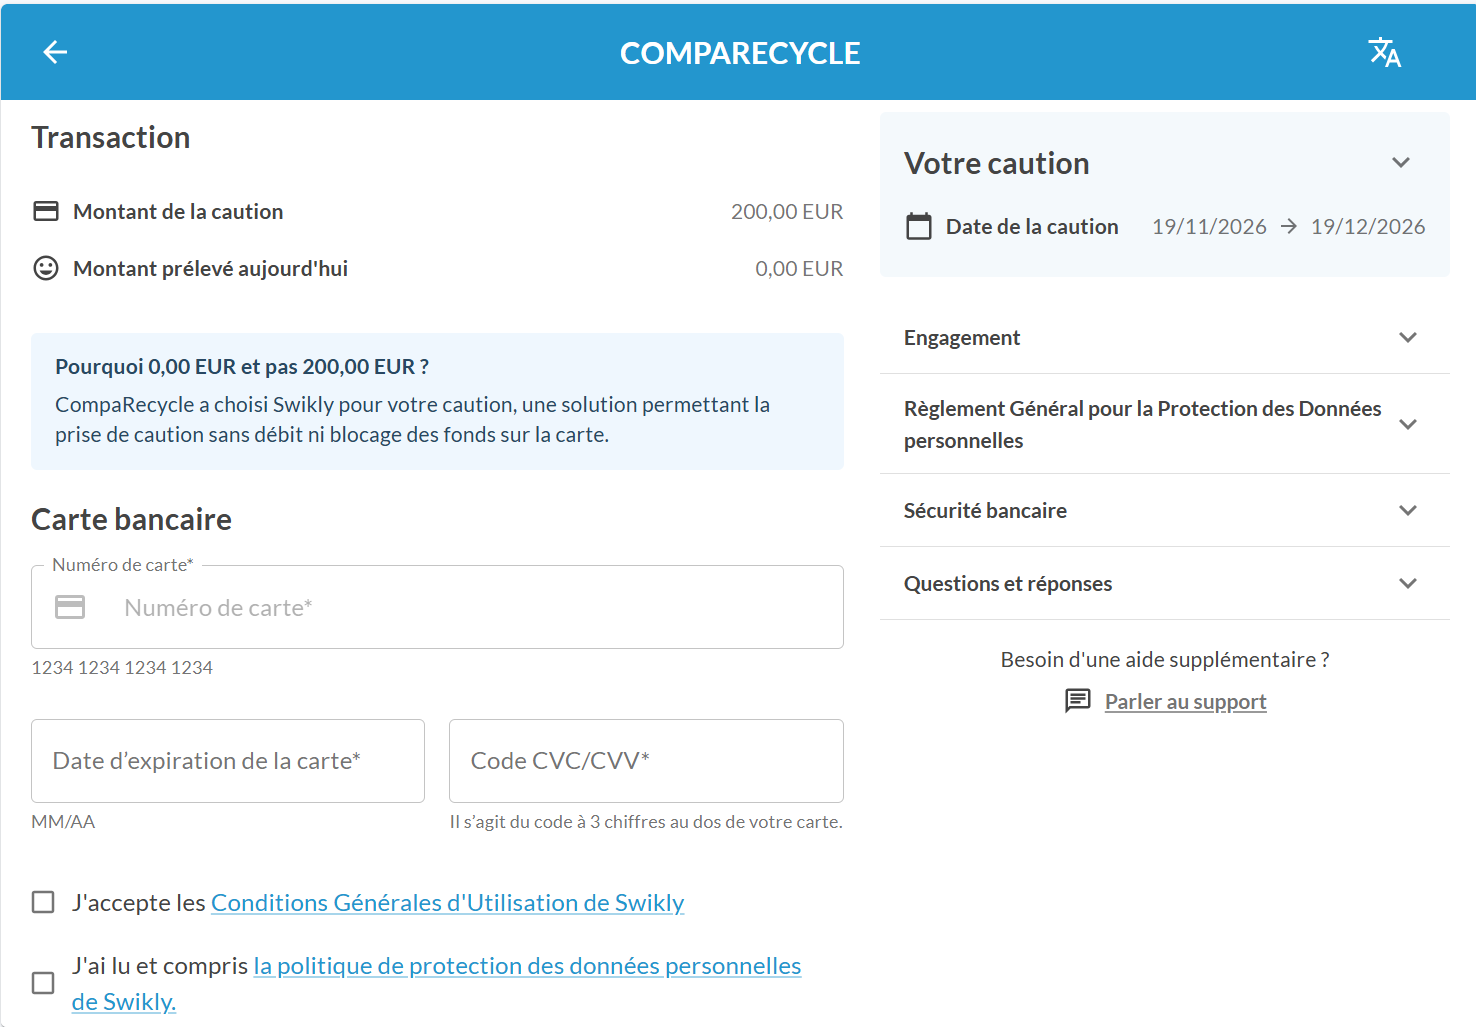 COMPARECYCLE
Transaction
Montant de la caution 200,00 EUR
Montant prélevé aujourd'hui 0,00 EUR
Pourquoi 0,00 EUR et pas 200,00 EUR ?
CompaRecycle a choisi Swikly pour votre caution, une solution permettant la
prise de caution sans débit ni blocage des fonds sur la carte.
Carte bancaire
Numéro de carte*
Numéro de carte*
1234 1234 1234 1234
Date d’expiration de la carte*
MM/AA
Code CVC/CVV*
Il s’agit du code à 3 chiffres au dos de votre carte.
J'accepte les Conditions Générales d'Utilisation de Swikly
J'ai lu et compris la politique de protection des données personnelles
de Swikly.
Votre caution
Date de la caution 19/11/2026 → 19/12/2026
Engagement
Règlement Général pour la Protection des Données
personnelles
Sécurité bancaire
Questions et réponses
Besoin d'une aide supplémentaire ?
Parler au support